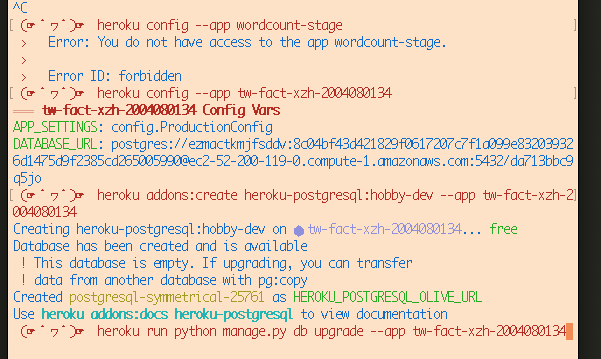 ^C
[ (☞ﾟヮﾟ)☞ heroku config --app wordcount-stage ]
› Error: You do not have access to the app wordcount-stage.
›
› Error ID: forbidden
[ (☞ﾟヮﾟ)☞ heroku config --app tw-fact-xzh-2004080134 ]
=== tw-fact-xzh-2004080134 Config Vars
APP_SETTINGS: config.ProductionConfig
DATABASE_URL: postgres://ezmactkmjfsddv:8c04bf43d421829f0617207c7f1a099e83203932
6d1475d9f2385cd265005990@ec2-52-200-119-0.compute-1.amazonaws.com:5432/da713bbc9
q5jo
[ (☞ﾟヮﾟ)☞ heroku addons:create heroku-postgresql:hobby-dev --app tw-fact-xzh-2]
004080134
Creating heroku-postgresql:hobby-dev on ⬢ tw-fact-xzh-2004080134... free
Database has been created and is available
! This database is empty. If upgrading, you can transfer
! data from another database with pg:copy
Created postgresql-symmetrical-25761 as HEROKU_POSTGRESQL_OLIVE_URL
Use heroku addons:docs heroku-postgresql to view documentation
(☞ﾟヮﾟ)☞ heroku run python manage.py db upgrade --app tw-fact-xzh-2004080134